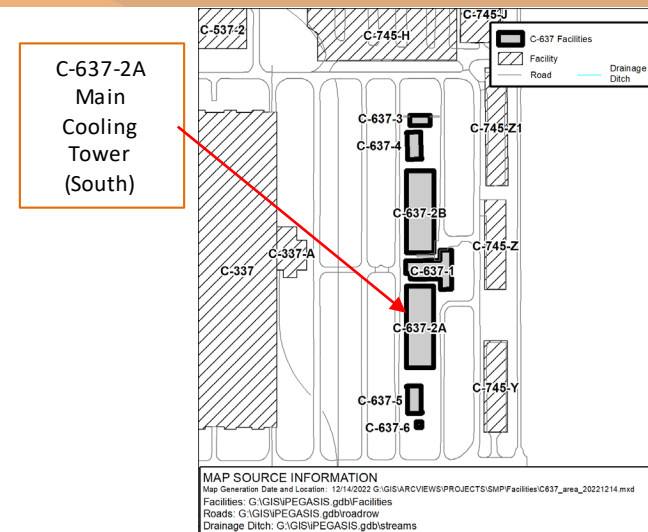 C-745-J
C-537-2
C-745-H
C-637 Facilities
Facility
Road
Drainage
Ditch
C-637-2A
Main
Cooling
Tower
(South)
C-637-3
C-745-Z1
C-637-4
C-637-2B
C-337-A
C-745-Z
C-337
C-637-1
C-637-2A
C-745-Y
C-637-5
C-637-6
MAP SOURCE INFORMATION
Map Generation Date and Location: 12/14/2022 G:\GIS\ARCVIEWS\PROJECTS\SMP\Facilities\C637_area_20221214.mxd
Facilities: G:\GIS\PEGASIS.gdb\Facilities
Roads: G:\GIS\PEGASIS.gdb\roadrow
Drainage Ditch: G:\GIS\PEGASIS.gdb\streams